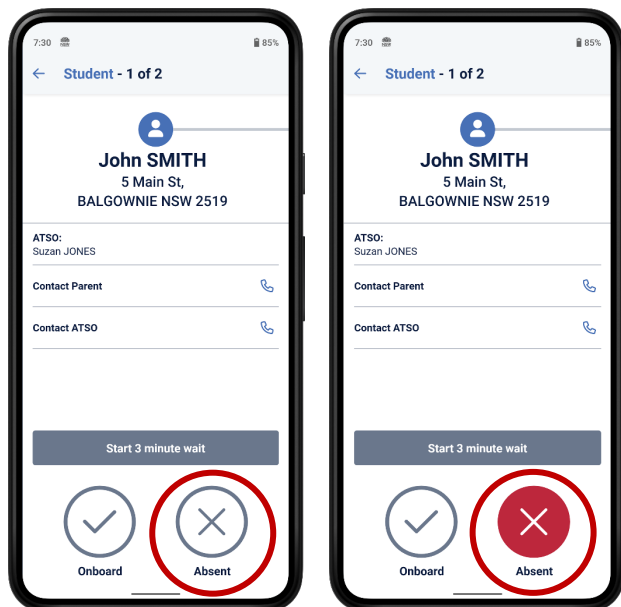 7:30
85%
Student - 1 of 2
John SMITH
5 Main St,
BALGOWNIE NSW 2519
ATSO:
Suzan JONES
Contact Parent
Contact ATSO
Start 3 minute wait
Onboard
Absent
7:30
85%
Student - 1 of 2
John SMITH
5 Main St,
BALGOWNIE NSW 2519
ATSO:
Suzan JONES
Contact Parent
Contact ATSO
Start 3 minute wait
Onboard
Absent